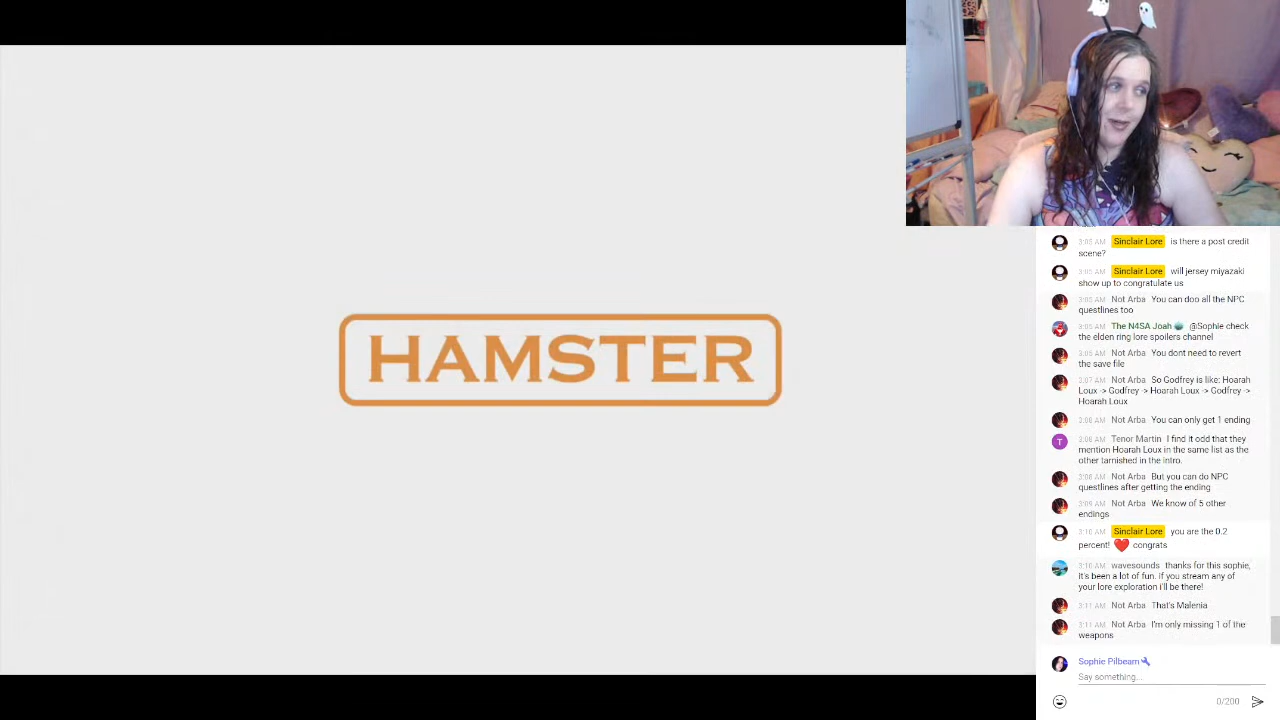 HAMSTER
3:05 AM Sinclair Lore is there a post credit
scene?
3:05 AM Sinclair Lore will jersey miyazaki
show up to congratulate us
3:05 AM Not Arba You can doo all the NPC
questlines too
3:05 AM The N4SA Joah @Sophie check
the elden ring lore spoilers channel
3:05 AM Not Arba You dont need to revert
the save file
3:07 AM Not Arba So Godfrey is like: Hoarah
Loux -> Godfrey -> Hoarah Loux -> Godfrey ->
Hoarah Loux
3:08 AM Not Arba You can only get 1 ending
T
3:08 AM Tenor Martin I find it odd that they
mention Hoarah Loux in the same list as the
other tarnished in the intro.
3:08 AM Not Arba But you can do NPC
questlines after getting the ending
3:09 AM Not Arba We know of 5 other
endings
3:10 AM Sinclair Lore you are the 0.2
percent! ❤️ congrats
3:10 AM wavesounds thanks for this sophie,
it's been a lot of fun. if you stream any of
your lore exploration i'll be there!
3:11 AM Not Arba That's Malenia
3:11 AM Not Arba I'm only missing 1 of the
weapons
Sophie Pilbeam
Say something...
0/200